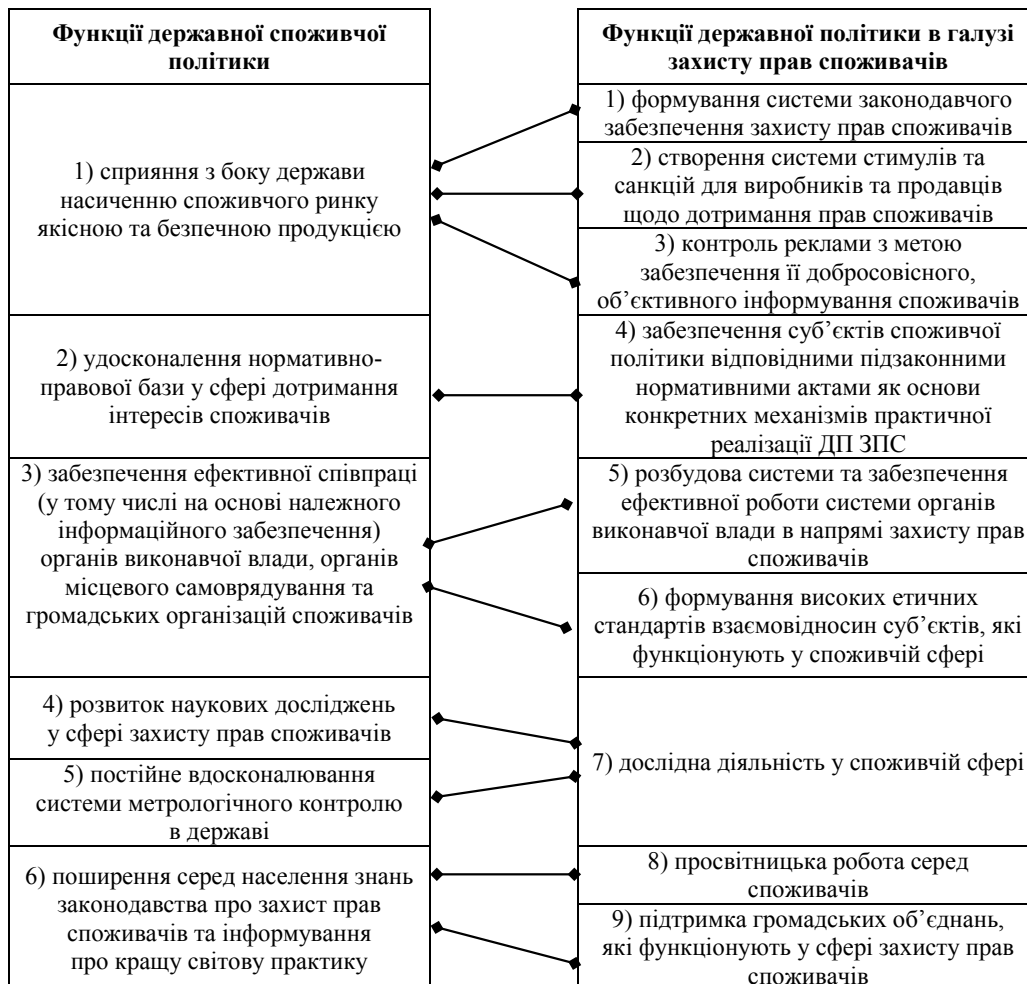 Функції державної споживчої
політики
1) сприяння з боку держави
насиченню споживчого ринку
якісною та безпечною продукцією
2) удосконалення нормативно-
правової бази у сфері дотримання
інтересів споживачів
3) забезпечення ефективної співпраці
(у тому числі на основі належного
інформаційного забезпечення)
органів виконавчої влади, органів
місцевого самоврядування та
громадських організацій споживачів
4) розвиток наукових досліджень
у сфері захисту прав споживачів
5) постійне вдосконалювання
системи метрологічного контролю
в державі
6) поширення серед населення знань
законодавства про захист прав
споживачів та інформування
про кращу світову практику
Функції державної політики в галузі
захисту прав споживачів
1) формування системи законодавчого
забезпечення захисту прав споживачів
2) створення системи стимулів та
санкцій для виробників та продавців
щодо дотримання прав споживачів
3) контроль реклами з метою
забезпечення її добросовісного,
об’єктивного інформування споживачів
4) забезпечення суб’єктів споживчої
політики відповідними підзаконними
нормативними актами як основи
конкретних механізмів практичної
реалізації ДП ЗПС
5) розбудова системи та забезпечення
ефективної роботи системи органів
виконавчої влади в напрямі захисту прав
споживачів
6) формування високих етичних
стандартів взаємовідносин суб’єктів, які
функціонують у споживчій сфері
7) дослідна діяльність у споживчій сфері
8) просвітницька робота серед
споживачів
9) підтримка громадських об’єднань,
які функціонують у сфері захисту прав
споживачів